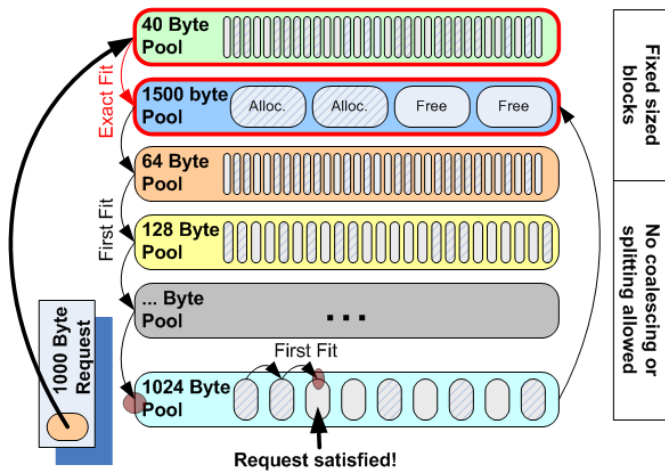 40 Byte
Pool
Exact Fit
1500 byte
Pool
Alloc.
Alloc.
Free
Free
64 Byte
Pool
First Fit
128 Byte
Pool
... Byte
Pool
...
1000 Byte
Request
First Fit
1024 Byte
Pool
Request satisfied!
Fixed sized
blocks
No coalescing or
splitting allowed